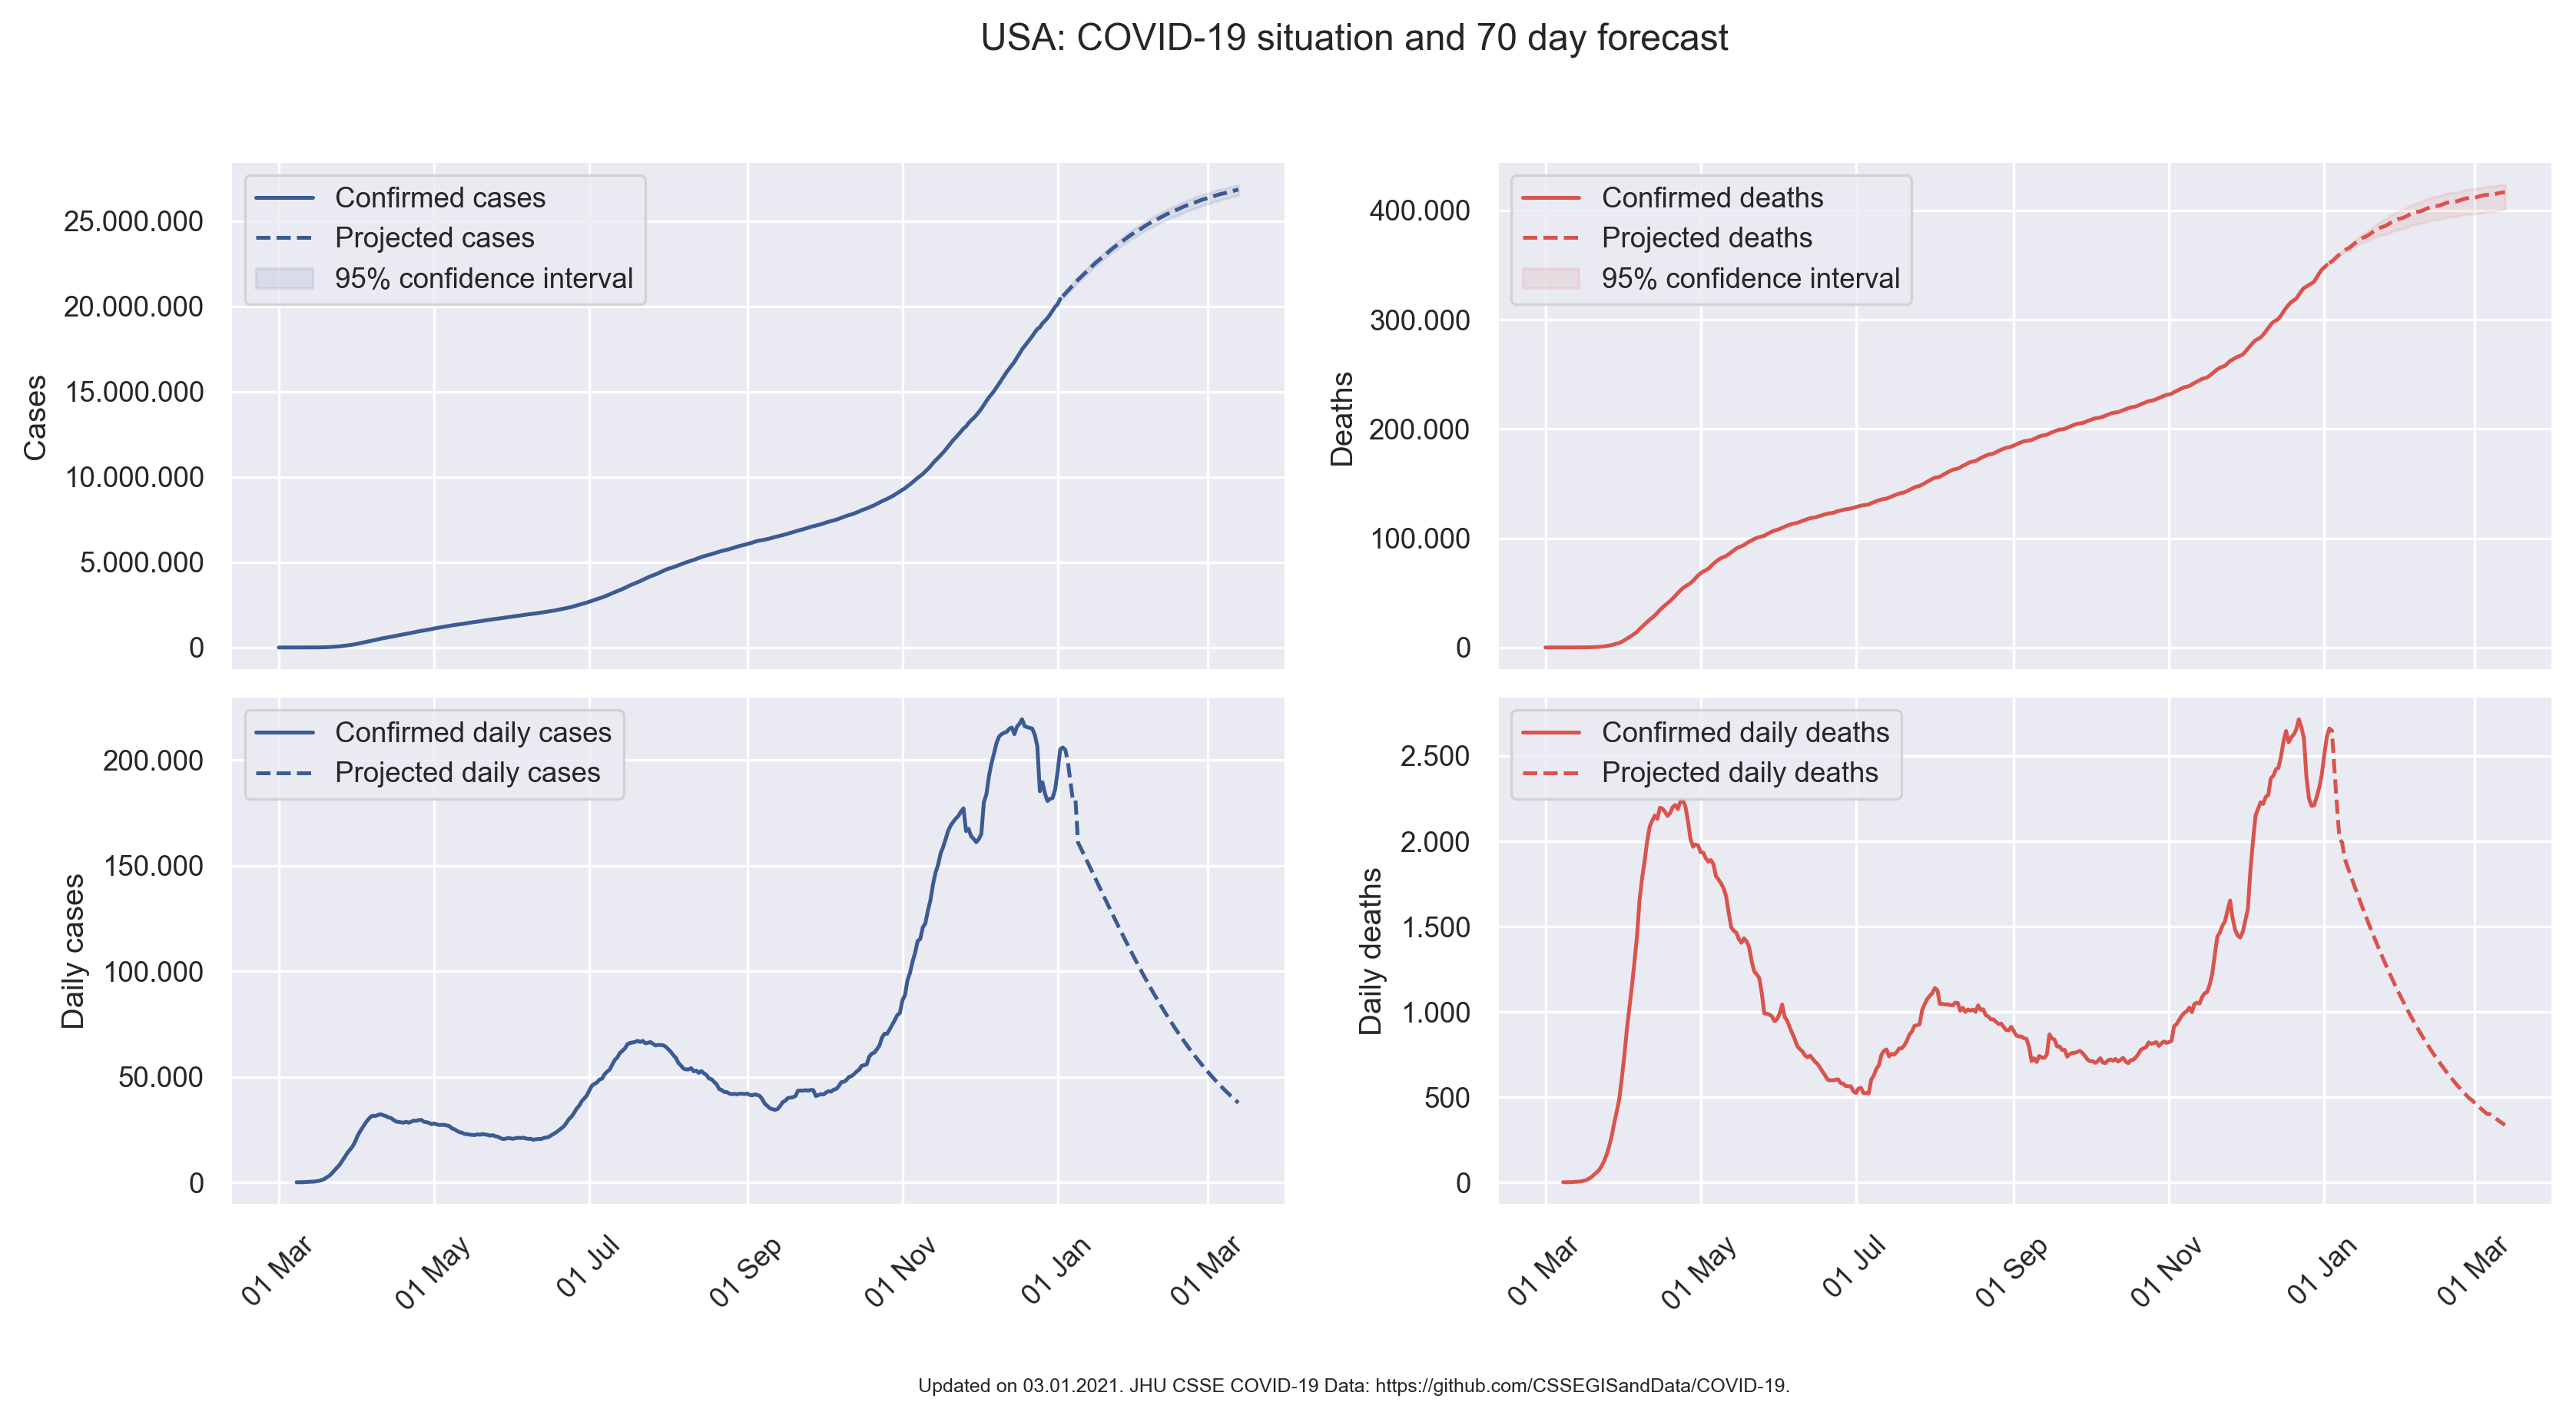 USA: COVID-19 situation and 70 day forecast
Confirmed cases
Projected cases
95% confidence interval
Cases
25.000.000
20.000.000
15.000.000
10.000.000
5.000.000
0
Confirmed deaths
Projected deaths
95% confidence interval
Deaths
400.000
300.000
200.000
100.000
0
Confirmed daily cases
Projected daily cases
Daily cases
200.000
150.000
100.000
50.000
0
01 Mar
01 May
01 Jul
01 Sep
01 Nov
01 Jan
01 Mar
Confirmed daily deaths
Projected daily deaths
Daily deaths
2.500
2.000
1.500
1.000
500
0
01 Mar
01 May
01 Jul
01 Sep
01 Nov
01 Jan
01 Mar
Updated on 03.01.2021. JHU CSSE COVID-19 Data: https://github.com/CSSEGISandData/COVID-19.